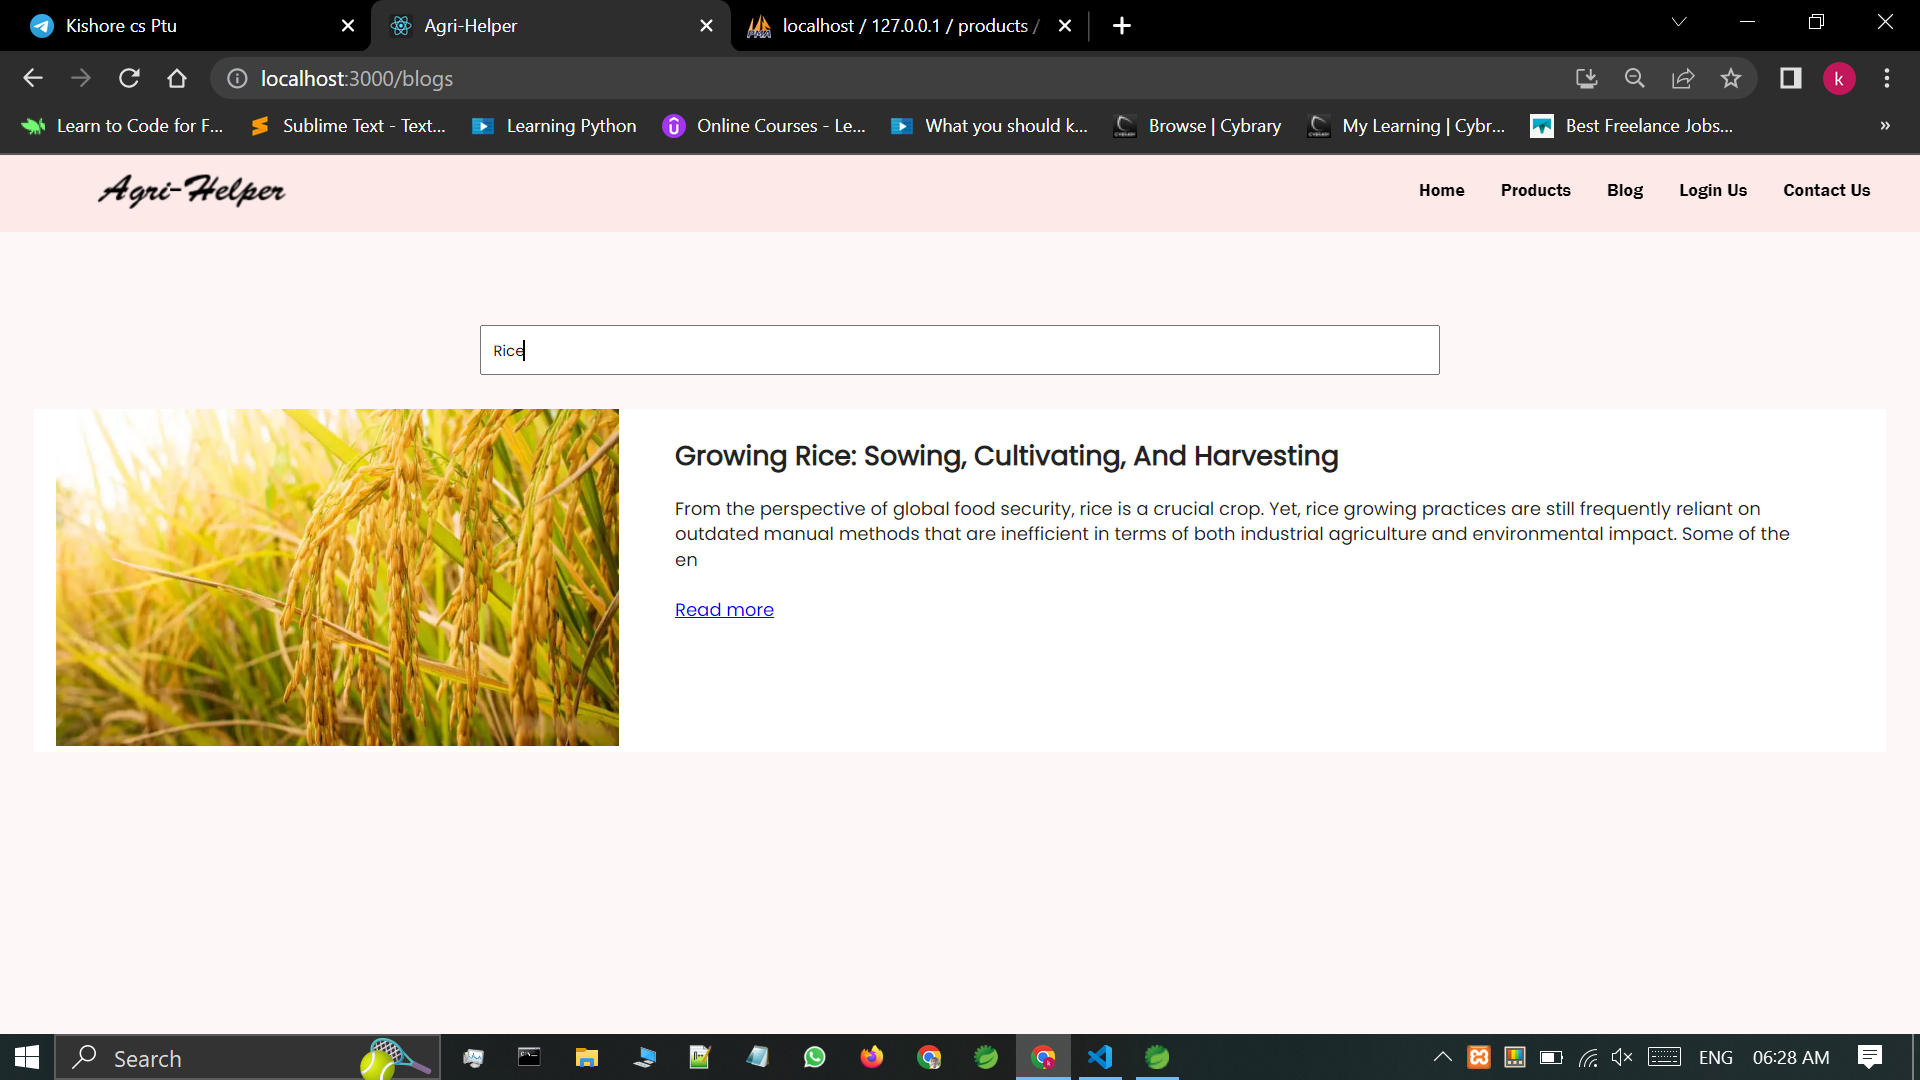 Kishore cs Ptu
Agri-Helper
localhost / 127.0.0.1 / products /
localhost:3000/blogs
k
Learn to Code for F...
Sublime Text - Text...
Learning Python
Online Courses - Le...
What you should k...
Browse | Cybrary
My Learning | Cybr...
Best Freelance Jobs...
»
Agri-Helper
Home
Products
Blog
Login Us
Contact Us
Rice
Growing Rice: Sowing, Cultivating, And Harvesting
From the perspective of global food security, rice is a crucial crop. Yet, rice growing practices are still frequently reliant on
outdated manual methods that are inefficient in terms of both industrial agriculture and environmental impact. Some of the
en
Read more
Search
ENG
06:28 AM